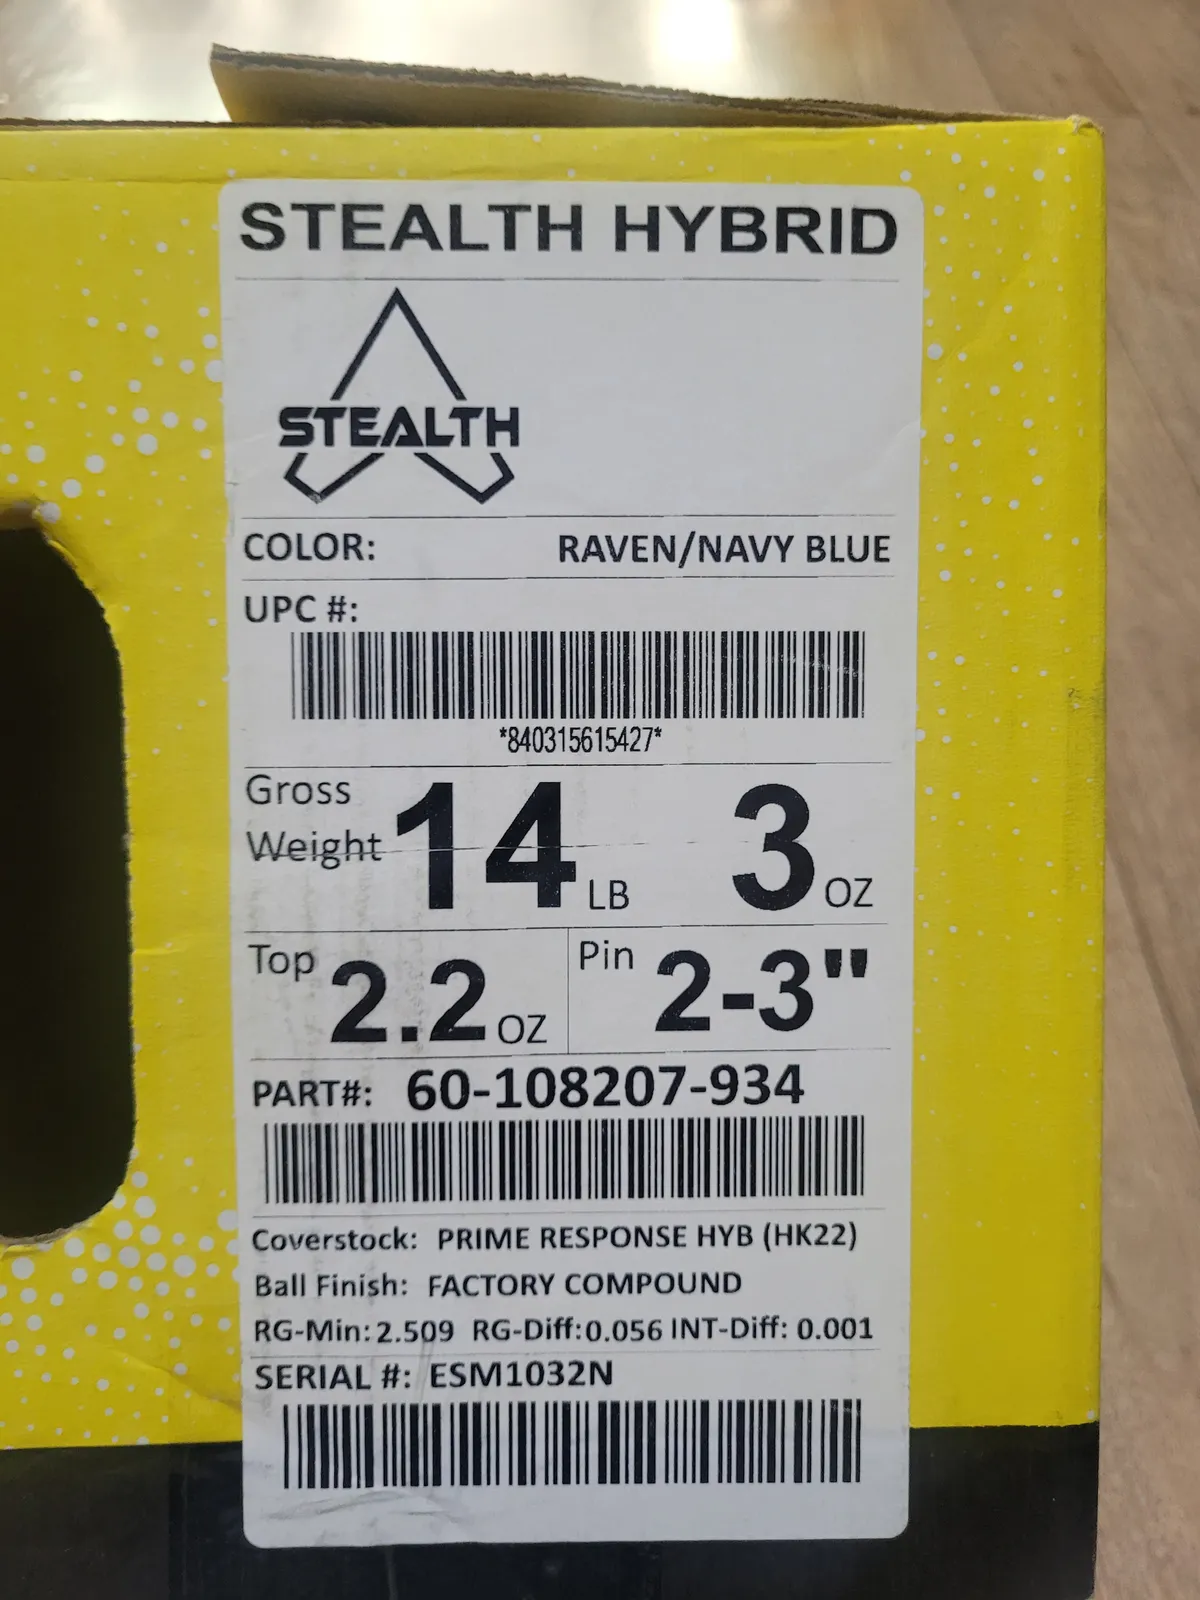 STEALTH HYBRID
STEALTH
COLOR: RAVEN/NAVY BLUE
UPC #:
*840315615427*
Gross
Weight 14 LB 3 OZ
Top 2.2 OZ Pin 2-3"
PART#: 60-108207-934
Coverstock: PRIME RESPONSE HYB (HK22)
Ball Finish: FACTORY COMPOUND
RG-Min: 2.509 RG-Diff:0.056 INT-Diff: 0.001
SERIAL #: ESM1032N